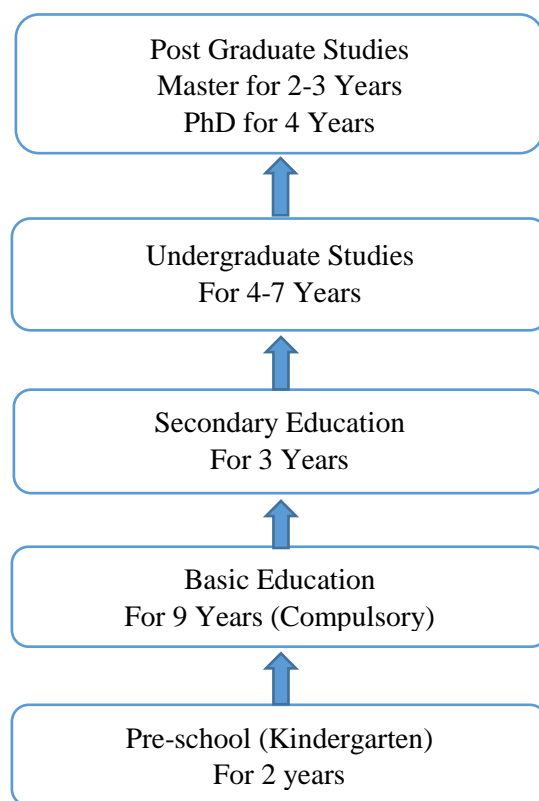 Post Graduate Studies
Master for 2-3 Years
PhD for 4 Years
Undergraduate Studies
For 4-7 Years
Secondary Education
For 3 Years
Basic Education
For 9 Years (Compulsory)
Pre-school (Kindergarten)
For 2 years